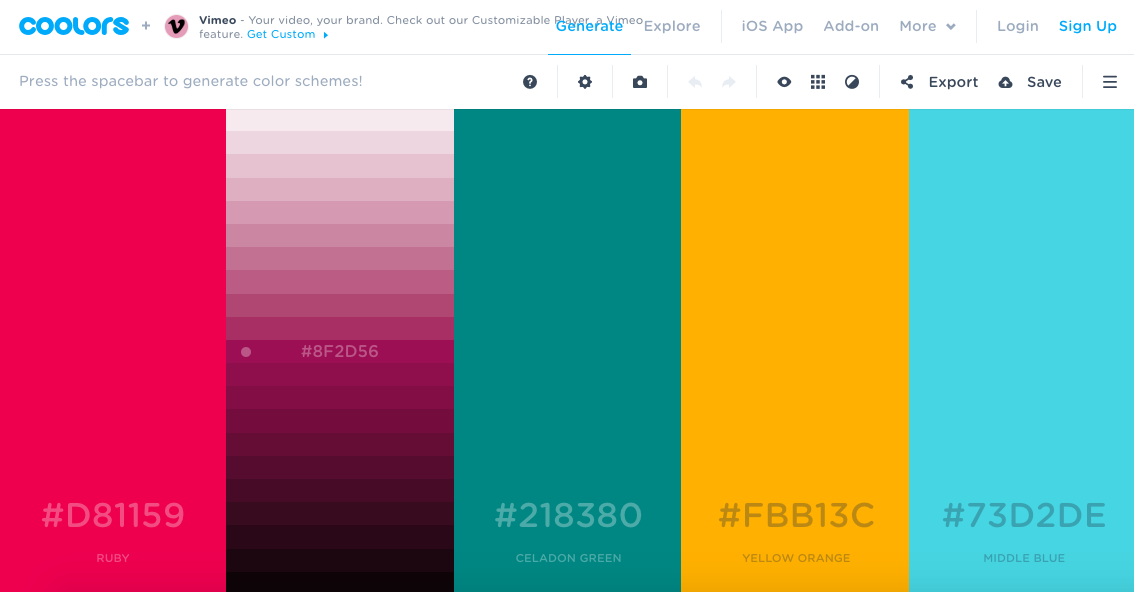 coolors
+
Vimeo - Your video, your brand. Check out our Customizable Player, a Vimeo
feature. Get Custom
Generate
Explore
iOS App
Add-on
More
Login
Sign Up
Press the spacebar to generate color schemes!
?
Export
Save
#8F2D56
#D81159
#218380
#FBB13C
#73D2DE
RUBY
CELADON GREEN
YELLOW ORANGE
MIDDLE BLUE